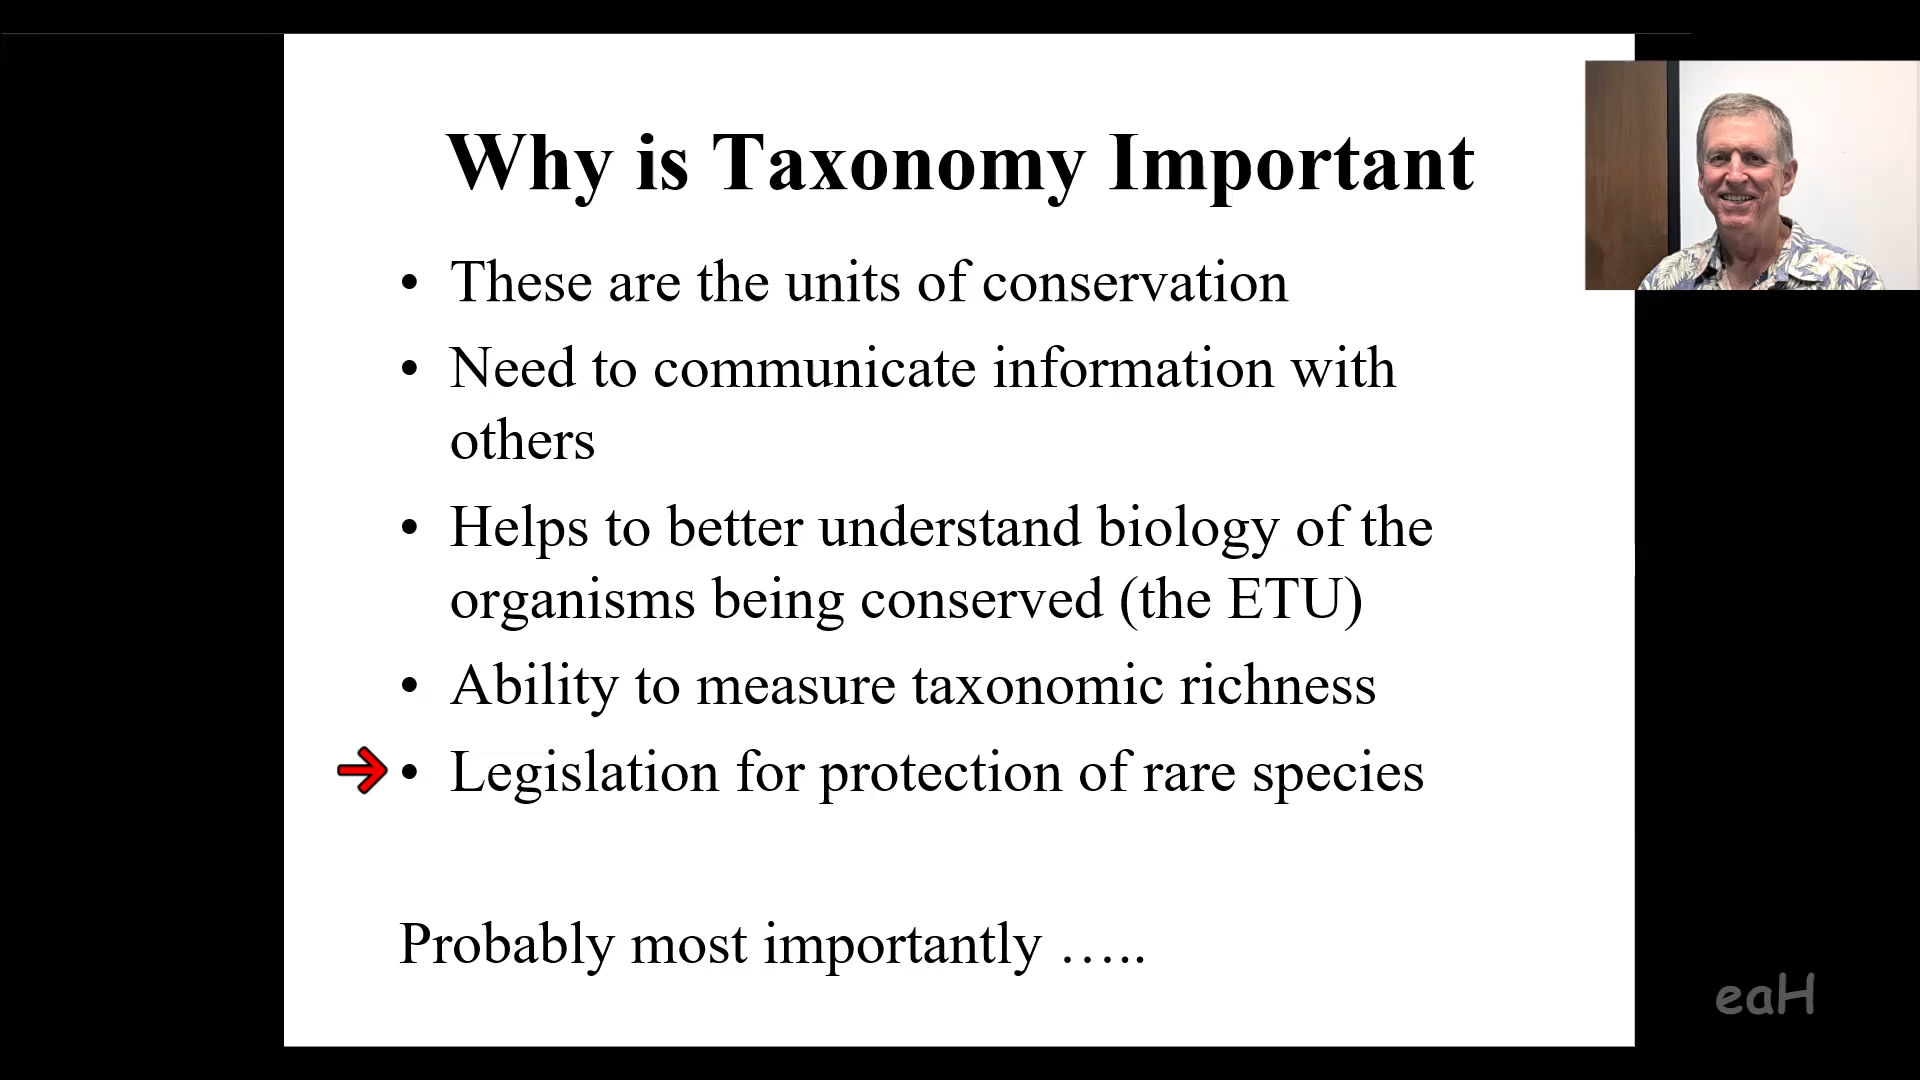 Why is Taxonomy Important
• These are the units of conservation
• Need to communicate information with
others
• Helps to better understand biology of the
organisms being conserved (the ETU)
• Ability to measure taxonomic richness
• Legislation for protection of rare species
Probably most importantly …..
eaH